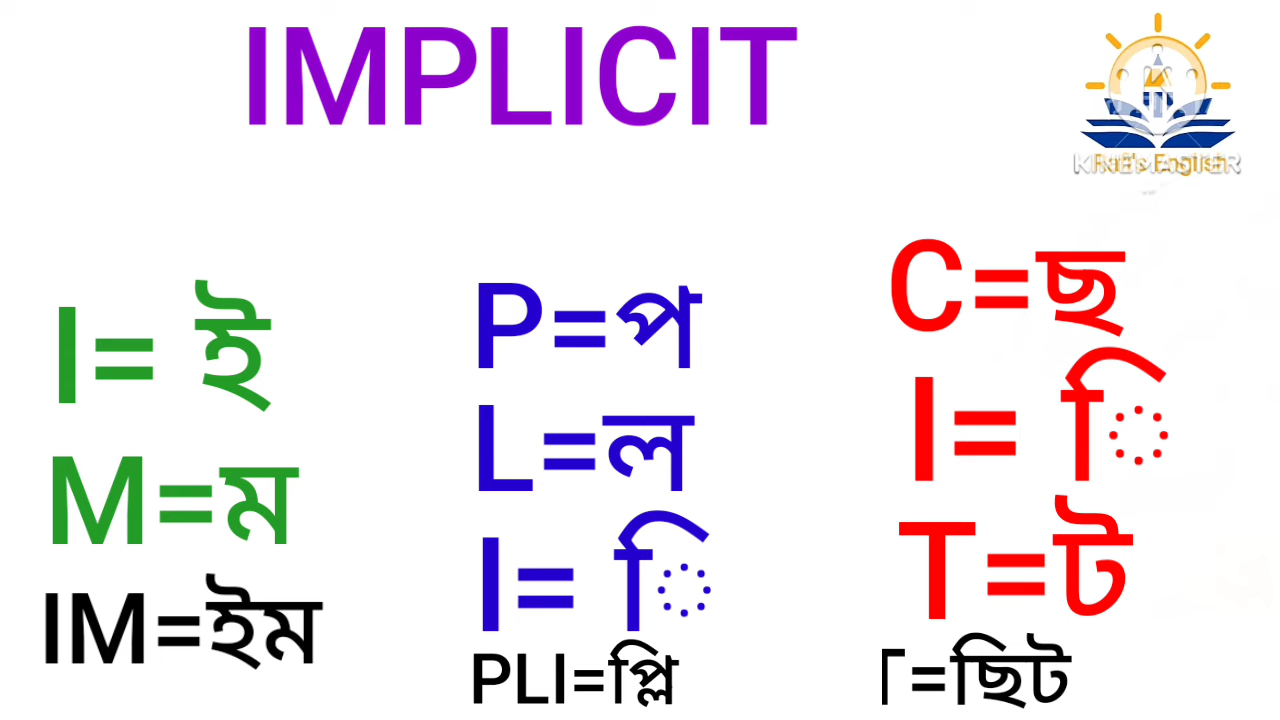 IMPLICIT
I= ই
M=ম
IM=ইম
P=প
L=ল
I= ি
PLI=প্লি
C=ছ
I= ি
T=ট
T=ছিট